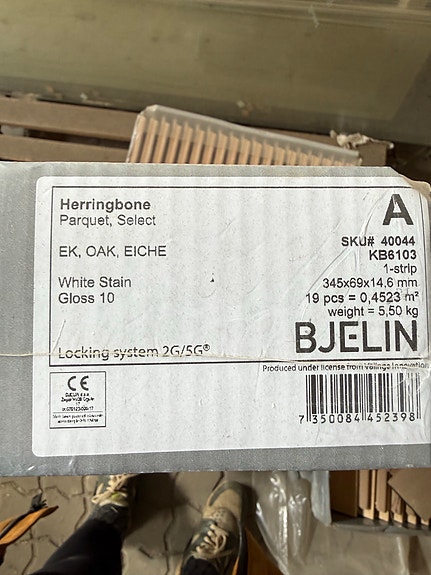 Herringbone
Parquet, Select
EK, OAK, EICHE
White Stain
Gloss 10
Locking system 2G/5G®
A
SKU# 40044
KB6103
1-strip
345x69x14,6 mm
19 pcs = 0,4523 m²
weight = 5,50 kg
BJELIN
Produced under license from Välinge Innovation
CE
7 350084 452398